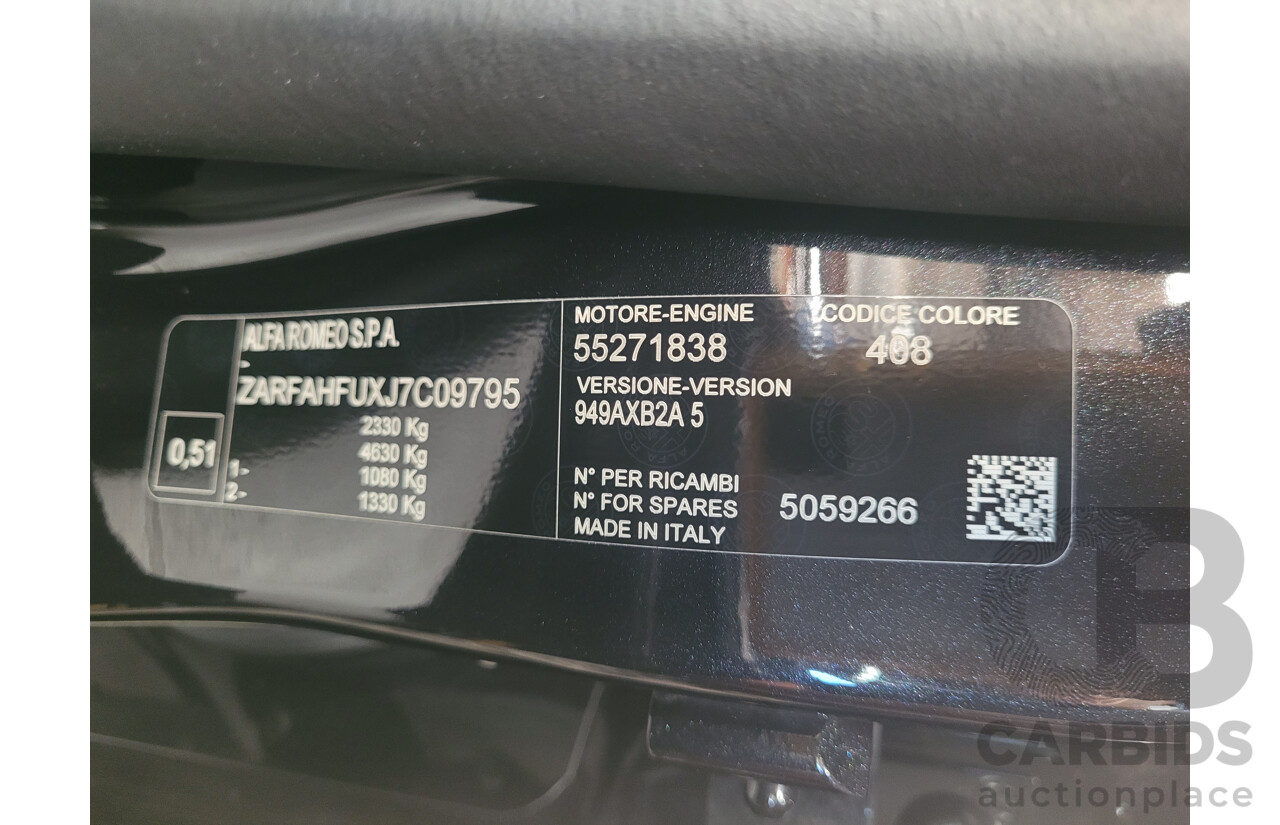 ALFA ROMEO S.P.A.
-
ZARFAHFUXJ7C09795
2330 Kg
4630 Kg
1- 1080 Kg
2- 1330 Kg
0,51
MOTORE-ENGINE CODICE COLORE
55271838 408
VERSIONE-VERSION
949AXB2A 5
N° PER RICAMBI
N° FOR SPARES 5059266
MADE IN ITALY
CB
CARBIDS
auctionplace